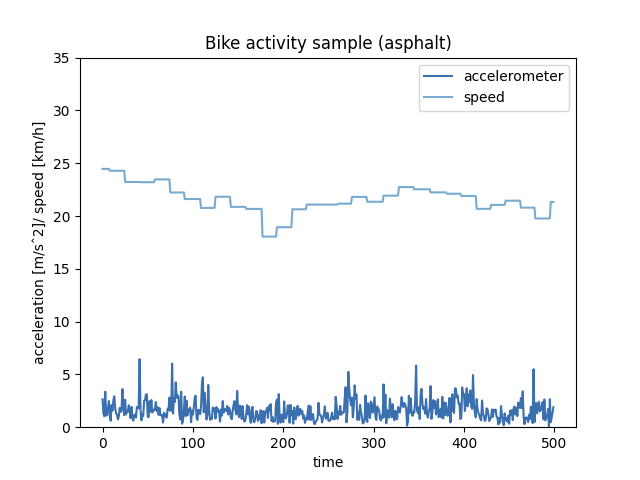 Bike activity sample (asphalt)
accelerometer
speed
35
30
25
20
15
10
5
0
acceleration [m/s^2]/ speed [km/h]
0 100 200 300 400 500
time